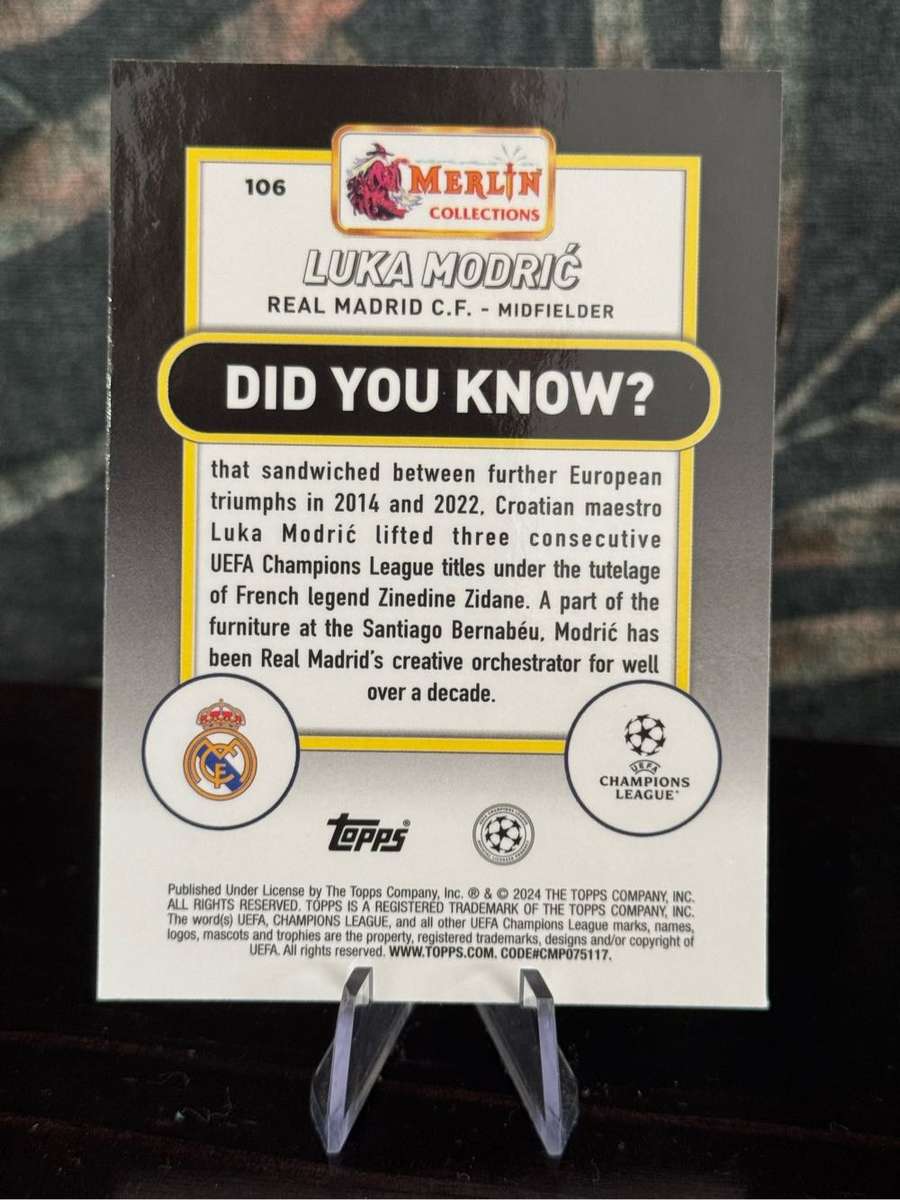 106
MERLIN
COLLECTIONS
LUKA MODRIĆ
REAL MADRID C.F. - MIDFIELDER
DID YOU KNOW?
that sandwiched between further European
triumphs in 2014 and 2022, Croatian maestro
Luka Modrić lifted three consecutive
UEFA Champions League titles under the tutelage
of French legend Zinedine Zidane. A part of the
furniture at the Santiago Bernabéu, Modrić has
been Real Madrid's creative orchestrator for well
over a decade.
UEFA
CHAMPIONS
LEAGUE
Topps®
Published Under License by The Topps Company, Inc. ® & © 2024 THE TOPPS COMPANY, INC.
ALL RIGHTS RESERVED. TOPPS IS A REGISTERED TRADEMARK OF THE TOPPS COMPANY, INC.
The word(s) UEFA, CHAMPIONS LEAGUE, and all other UEFA Champions League marks, names,
logos, mascots and trophies are the property, registered trademarks, designs and/or copyright of
UEFA. All rights reserved. WWW.TOPPS.COM. CODE#CMP075117.